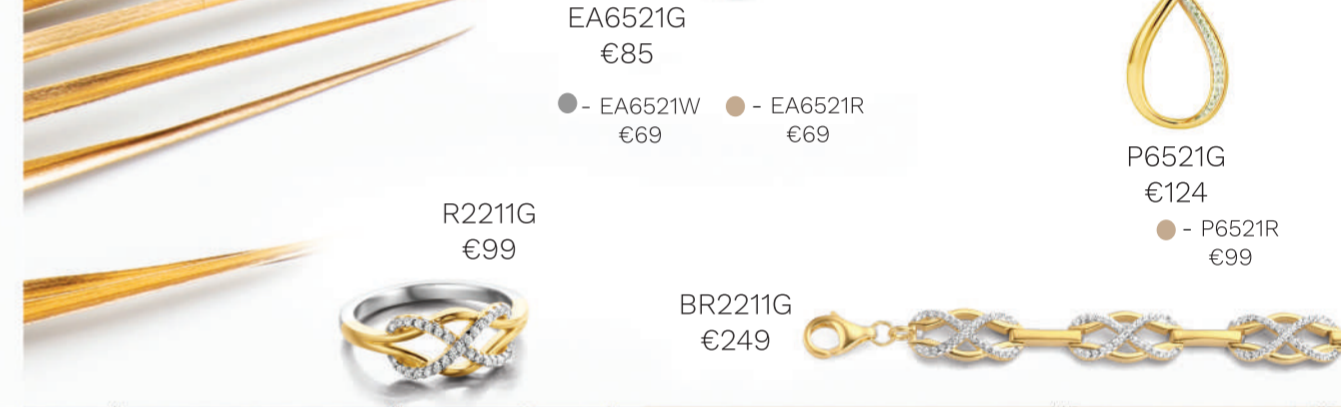 EA6521G
€85
- EA6521W
€69
- EA6521R
€69
P6521G
€124
- P6521R
€99
R2211G
€99
BR2211G
€249